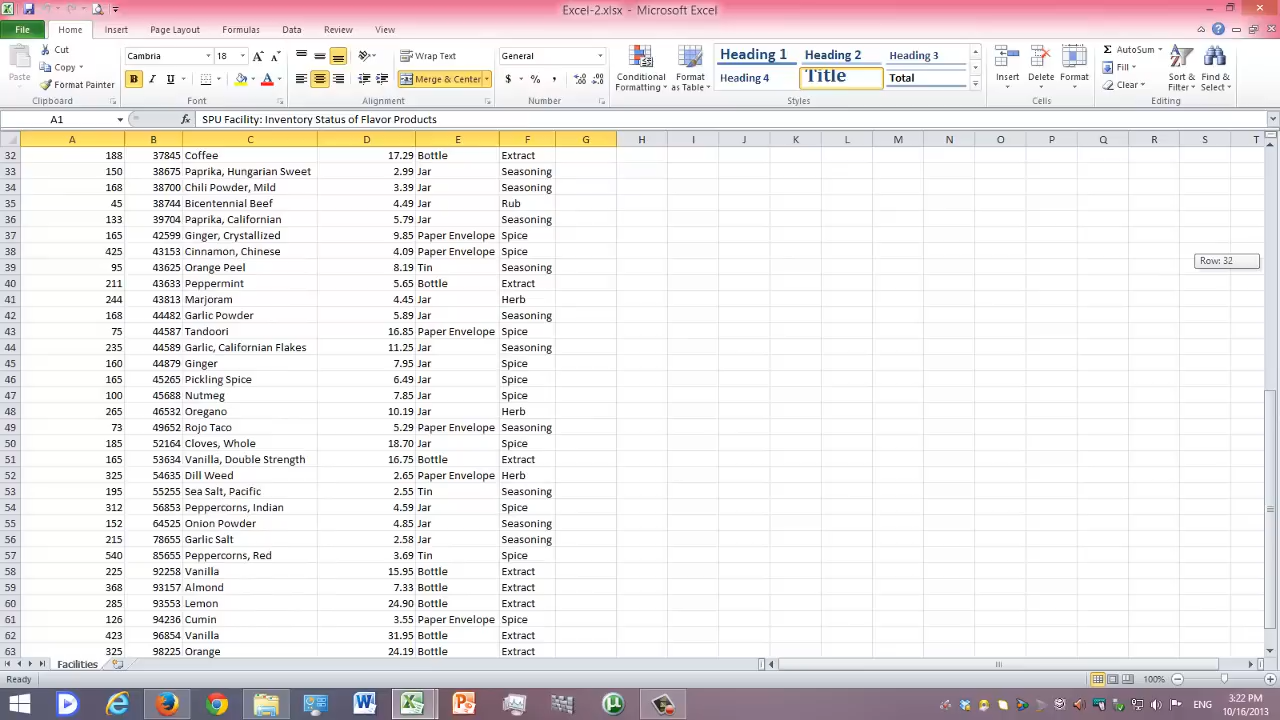 Excel-2.xlsx - Microsoft Excel
File Home Insert Page Layout Formulas Data Review View
Paste Cut Cambria 18 Wrap Text General Heading 1 Heading 2 Heading 3 AutoSum
Copy Conditional Formatting Format as Table Insert Delete Format Fill Sort & Filter Find & Select
Format Painter B I U Merge & Center $ % , Heading 4 Title Total Clear
Clipboard Font Alignment Number Styles Cells Editing
A1 fx SPU Facility: Inventory Status of Flavor Products
A B C D E F G H I J K L M N O P Q R S T
32 188 37845 Coffee 17.29 Bottle Extract
33 150 38675 Paprika, Hungarian Sweet 2.99 Jar Seasoning
34 168 38700 Chili Powder, Mild 3.39 Jar Seasoning
35 45 38744 Bicentennial Beef 4.49 Jar Rub
36 133 39704 Paprika, Californian 5.79 Jar Seasoning
37 165 42599 Ginger, Crystallized 9.85 Paper Envelope Spice
38 425 43153 Cinnamon, Chinese 4.09 Paper Envelope Spice
Row: 32
39 95 43625 Orange Peel 8.19 Tin Seasoning
40 211 43633 Peppermint 5.65 Bottle Extract
41 244 43813 Marjoram 4.45 Jar Herb
42 168 44482 Garlic Powder 5.89 Jar Seasoning
43 75 44587 Tandoori 16.85 Paper Envelope Spice
44 235 44589 Garlic, Californian Flakes 11.25 Jar Seasoning
45 160 44879 Ginger 7.95 Jar Spice
46 165 45265 Pickling Spice 6.49 Jar Spice
47 100 45688 Nutmeg 7.85 Jar Spice
48 265 46532 Oregano 10.19 Jar Herb
49 73 49652 Rojo Taco 5.29 Paper Envelope Seasoning
50 185 52164 Cloves, Whole 18.70 Jar Spice
51 165 53634 Vanilla, Double Strength 16.75 Bottle Extract
52 325 54635 Dill Weed 2.65 Paper Envelope Herb
53 195 55255 Sea Salt, Pacific 2.55 Tin Seasoning
54 312 56853 Peppercorns, Indian 4.59 Jar Spice
55 152 64525 Onion Powder 4.85 Jar Seasoning
56 215 78655 Garlic Salt 2.58 Jar Seasoning
57 540 85655 Peppercorns, Red 3.69 Tin Spice
58 225 92258 Vanilla 15.95 Bottle Extract
59 368 93157 Almond 7.33 Bottle Extract
60 285 93553 Lemon 24.90 Bottle Extract
61 126 94236 Cumin 3.55 Paper Envelope Spice
62 423 96854 Vanilla 31.95 Bottle Extract
63 325 98225 Orange 24.19 Bottle Extract
Facilities
Ready 100%
ENG 3:22 PM
10/16/2013